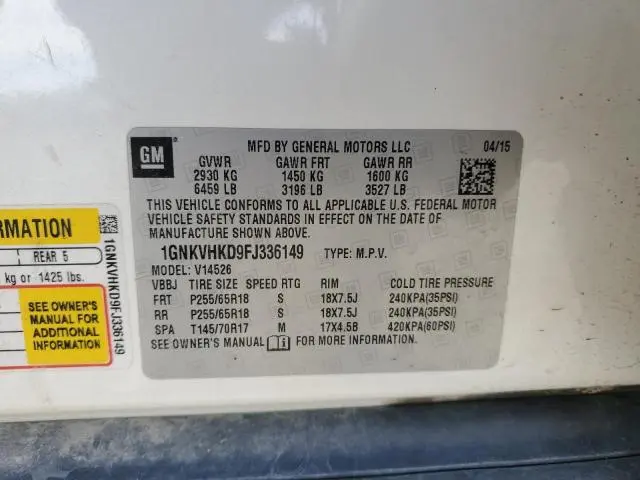 GM
MFD BY GENERAL MOTORS LLC 04/15
GVWR GAWR FRT GAWR RR
2930 KG 1450 KG 1600 KG
6459 LB 3196 LB 3527 LB
THIS VEHICLE CONFORMS TO ALL APPLICABLE U.S. FEDERAL MOTOR
VEHICLE SAFETY STANDARDS IN EFFECT ON THE DATE OF
MANUFACTURE SHOWN ABOVE.
1GNKVHKD9FJ336149 TYPE: M.P.V.
MODEL: V14526
VBBJ TIRE SIZE SPEED RTG RIM COLD TIRE PRESSURE
FRT P255/65R18 S 18X7.5J 240KPA(35PSI)
RR P255/65R18 S 18X7.5J 240KPA(35PSI)
SPA T145/70R17 M 17X4.5B 420KPA(60PSI)
SEE OWNER'S MANUAL i FOR MORE INFORMATION.
RMATION
REAR 5
kg or 1425 lbs.
SEE OWNER'S
MANUAL FOR
ADDITIONAL
INFORMATION
1GNKVHKD9FJ336149